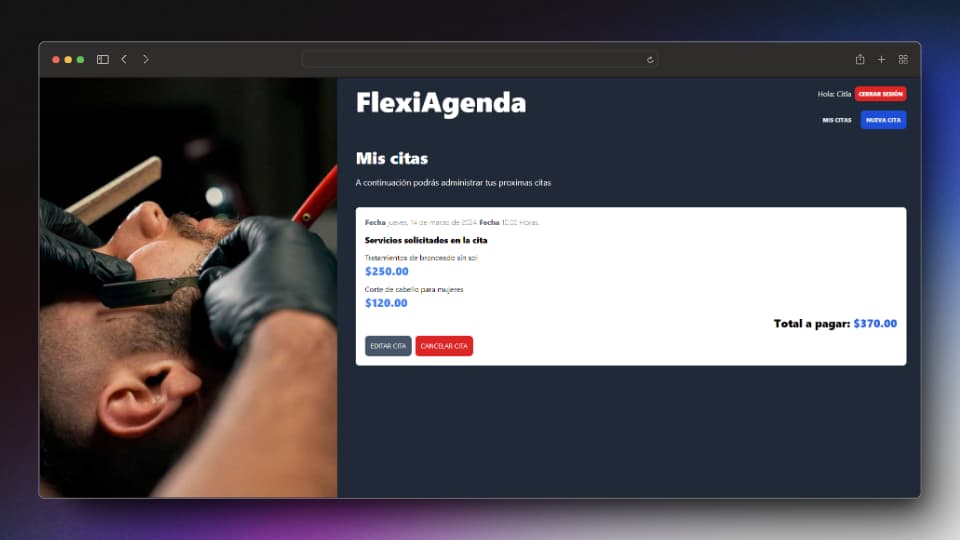 FlexiAgenda
Hola: Citla CERRAR SESIÓN
MIS CITAS NUEVA CITA
Mis citas
A continuación podrás administrar tus proximas citas
Fecha jueves, 14 de marzo de 2024 Fecha 10:00 Horas.
Servicios solicitados en la cita
Tratamientos de bronceado sin sol
$250.00
Corte de cabello para mujeres
$120.00
Total a pagar: $370.00
EDITAR CITA CANCELAR CITA